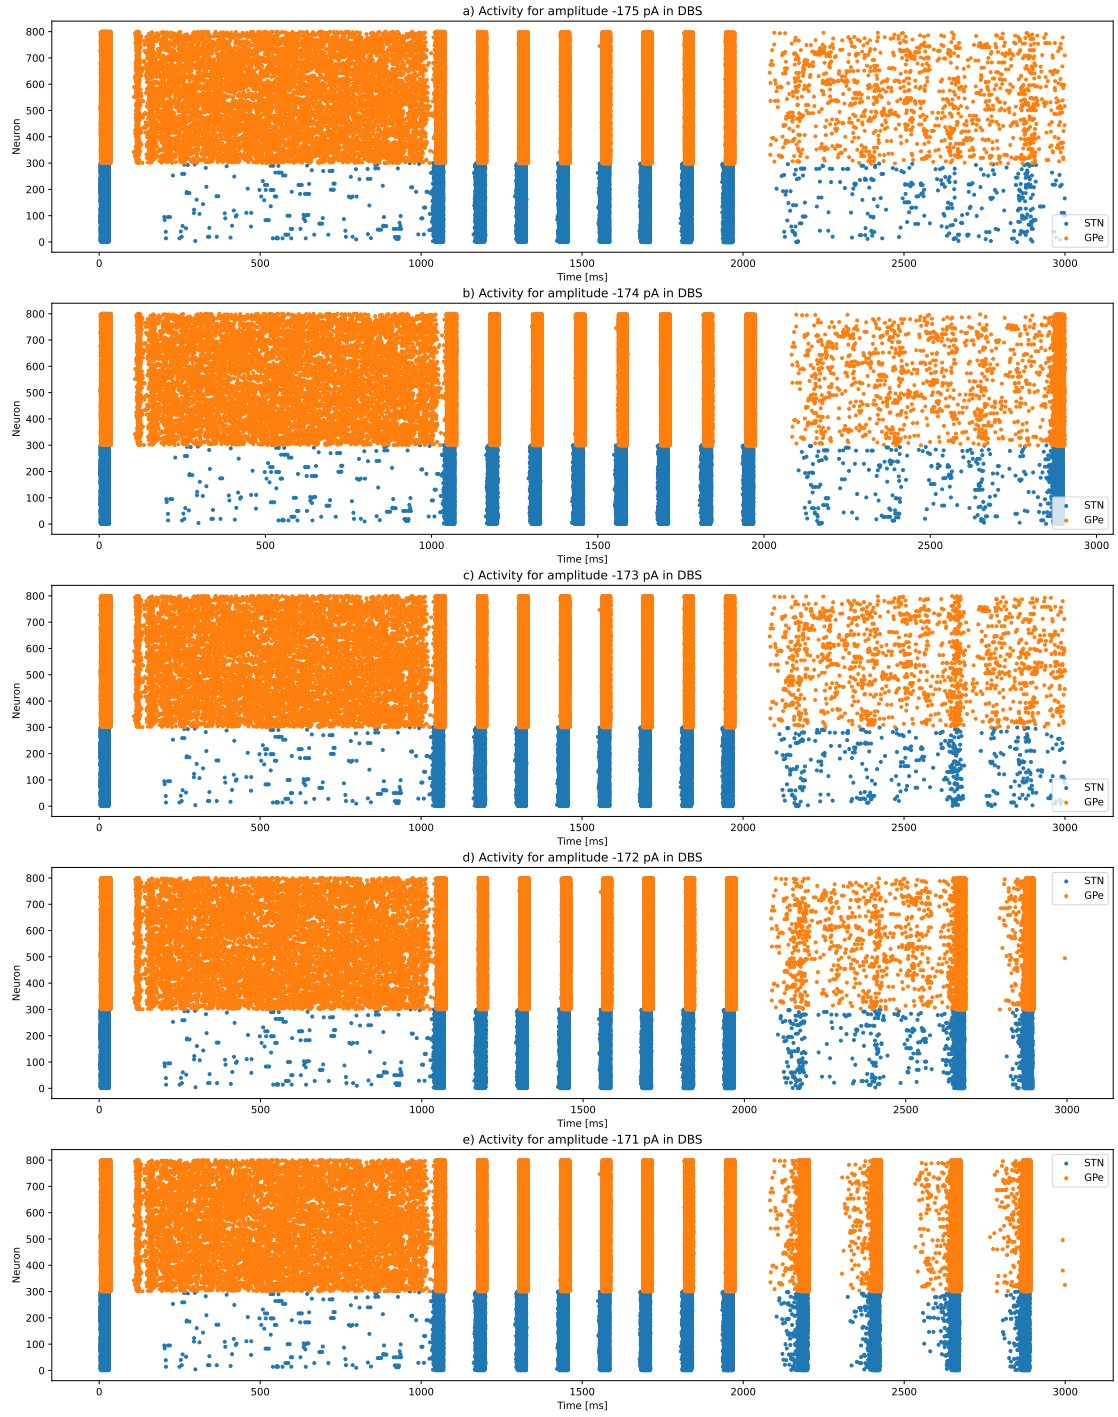 a) Activity for amplitude -175 pA in DBS
800
700
600
500
400
300
200
100
0
Neuron
STN
GPe
0 500 1000 1500 2000 2500 3000
Time [ms]
b) Activity for amplitude -174 pA in DBS
800
700
600
500
400
300
200
100
0
Neuron
STN
GPe
0 500 1000 1500 2000 2500 3000
Time [ms]
c) Activity for amplitude -173 pA in DBS
800
700
600
500
400
300
200
100
0
Neuron
STN
GPe
0 500 1000 1500 2000 2500 3000
Time [ms]
d) Activity for amplitude -172 pA in DBS
STN
GPe
800
700
600
500
400
300
200
100
0
Neuron
0 500 1000 1500 2000 2500 3000
Time [ms]
e) Activity for amplitude -171 pA in DBS
STN
GPe
800
700
600
500
400
300
200
100
0
Neuron
0 500 1000 1500 2000 2500 3000
Time [ms]